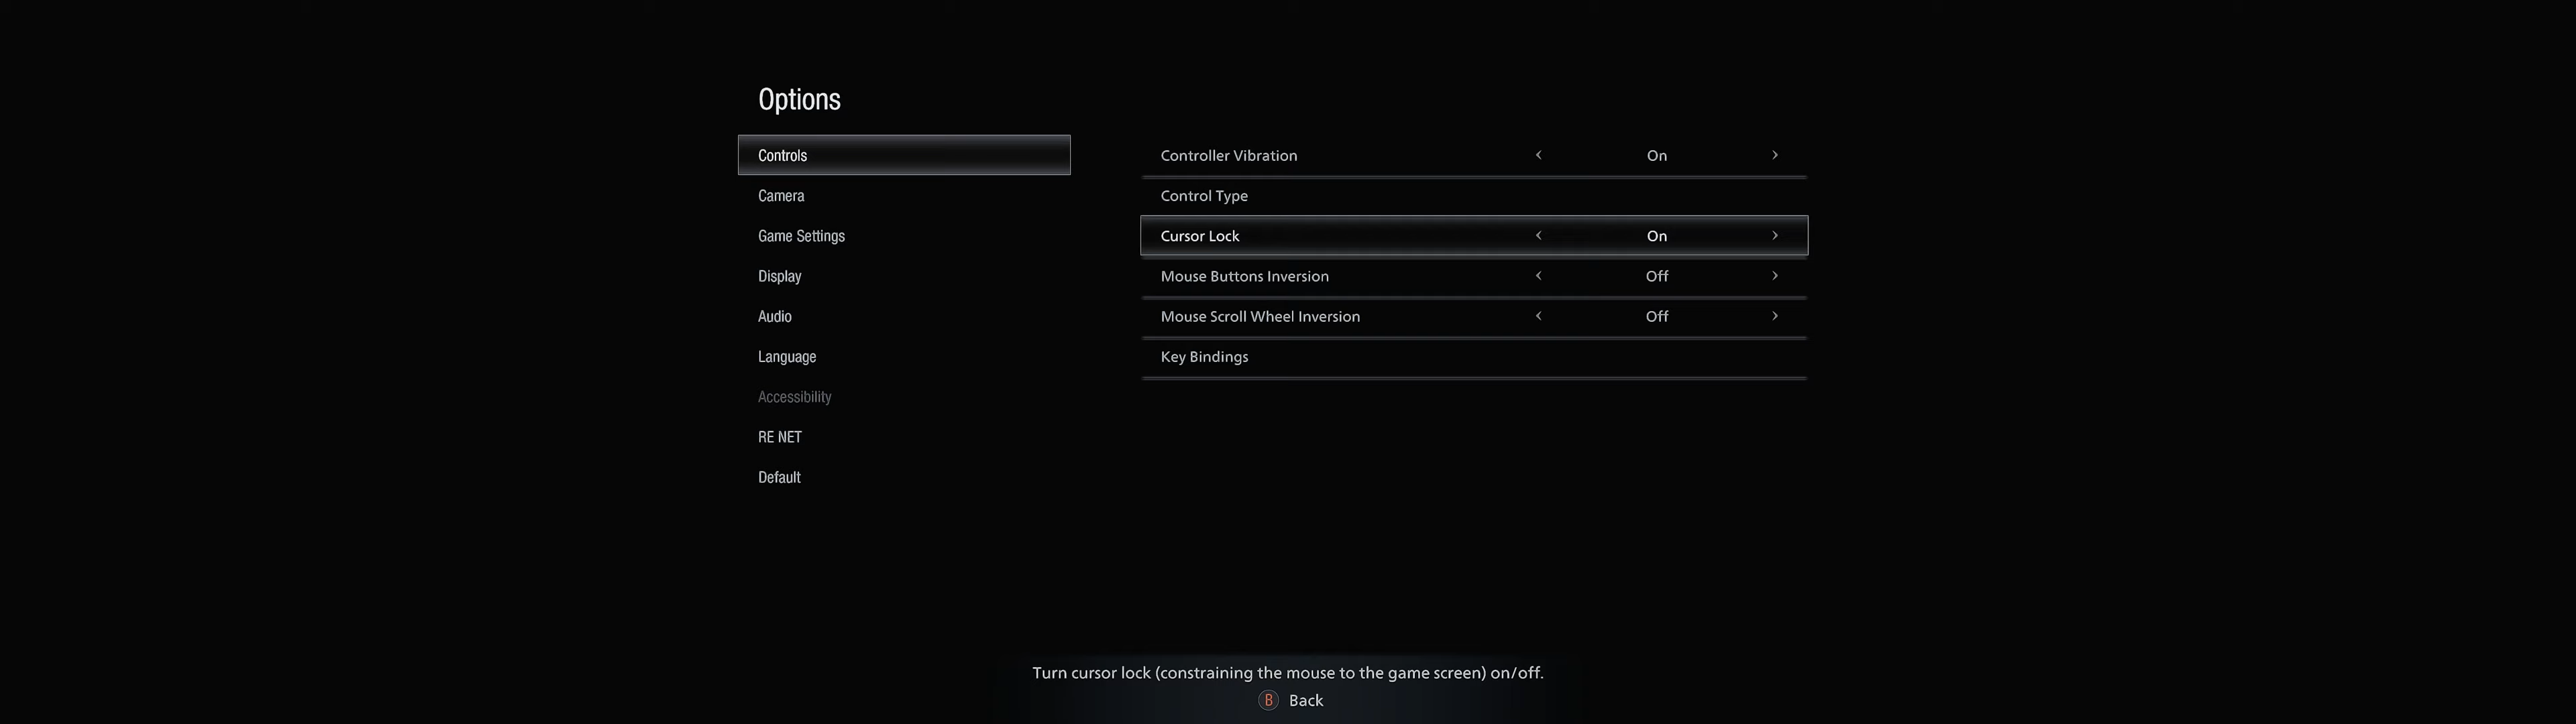 Options
Controls
Camera
Game Settings
Display
Audio
Language
Accessibility
RE NET
Default
Controller Vibration On
Control Type
Cursor Lock On
Mouse Buttons Inversion Off
Mouse Scroll Wheel Inversion Off
Key Bindings
Turn cursor lock (constraining the mouse to the game screen) on/off.
B Back